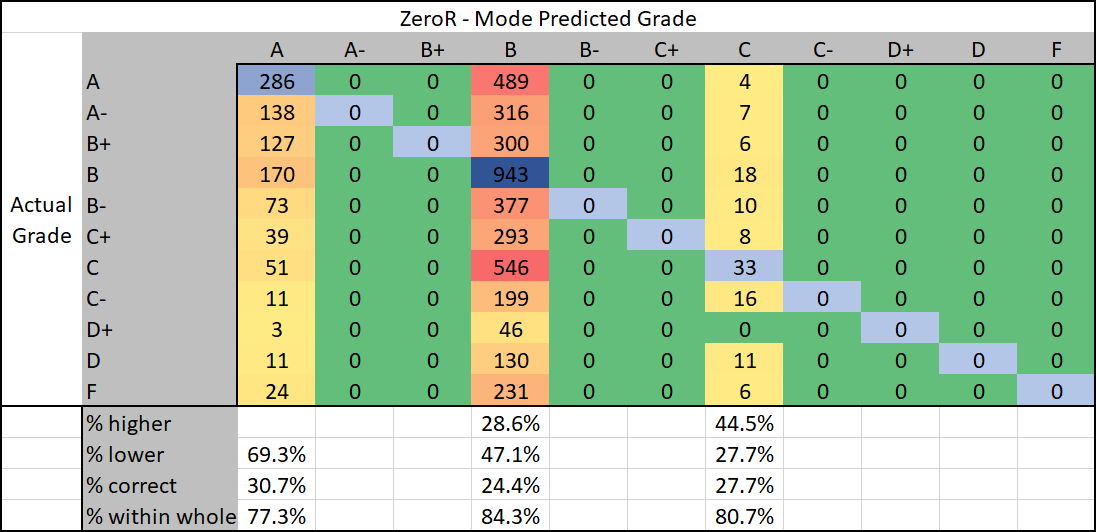 ZeroR - Mode Predicted Grade
A A- B+ B B- C+ C C- D+ D F
A 286 0 0 489 0 0 4 0 0 0 0
A- 138 0 0 316 0 0 7 0 0 0 0
B+ 127 0 0 300 0 0 6 0 0 0 0
B 170 0 0 943 0 0 18 0 0 0 0
Actual Grade
B- 73 0 0 377 0 0 10 0 0 0 0
C+ 39 0 0 293 0 0 8 0 0 0 0
C 51 0 0 546 0 0 33 0 0 0 0
C- 11 0 0 199 0 0 16 0 0 0 0
D+ 3 0 0 46 0 0 0 0 0 0 0
D 11 0 0 130 0 0 11 0 0 0 0
F 24 0 0 231 0 0 6 0 0 0 0
% higher 28.6% 44.5%
% lower 69.3% 47.1% 27.7%
% correct 30.7% 24.4% 27.7%
% within whole 77.3% 84.3% 80.7%